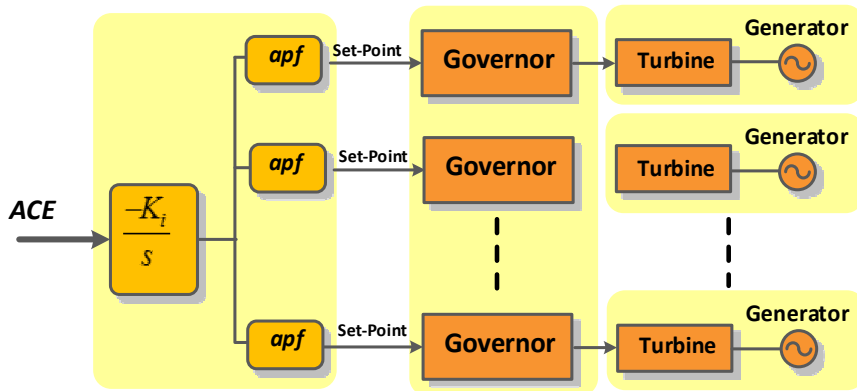 Generator
apf
Set-Point
Governor
Turbine
Generator
apf
Set-Point
Governor
Turbine
ACE
–Kᵢ
s
Generator
apf
Set-Point
Governor
Turbine